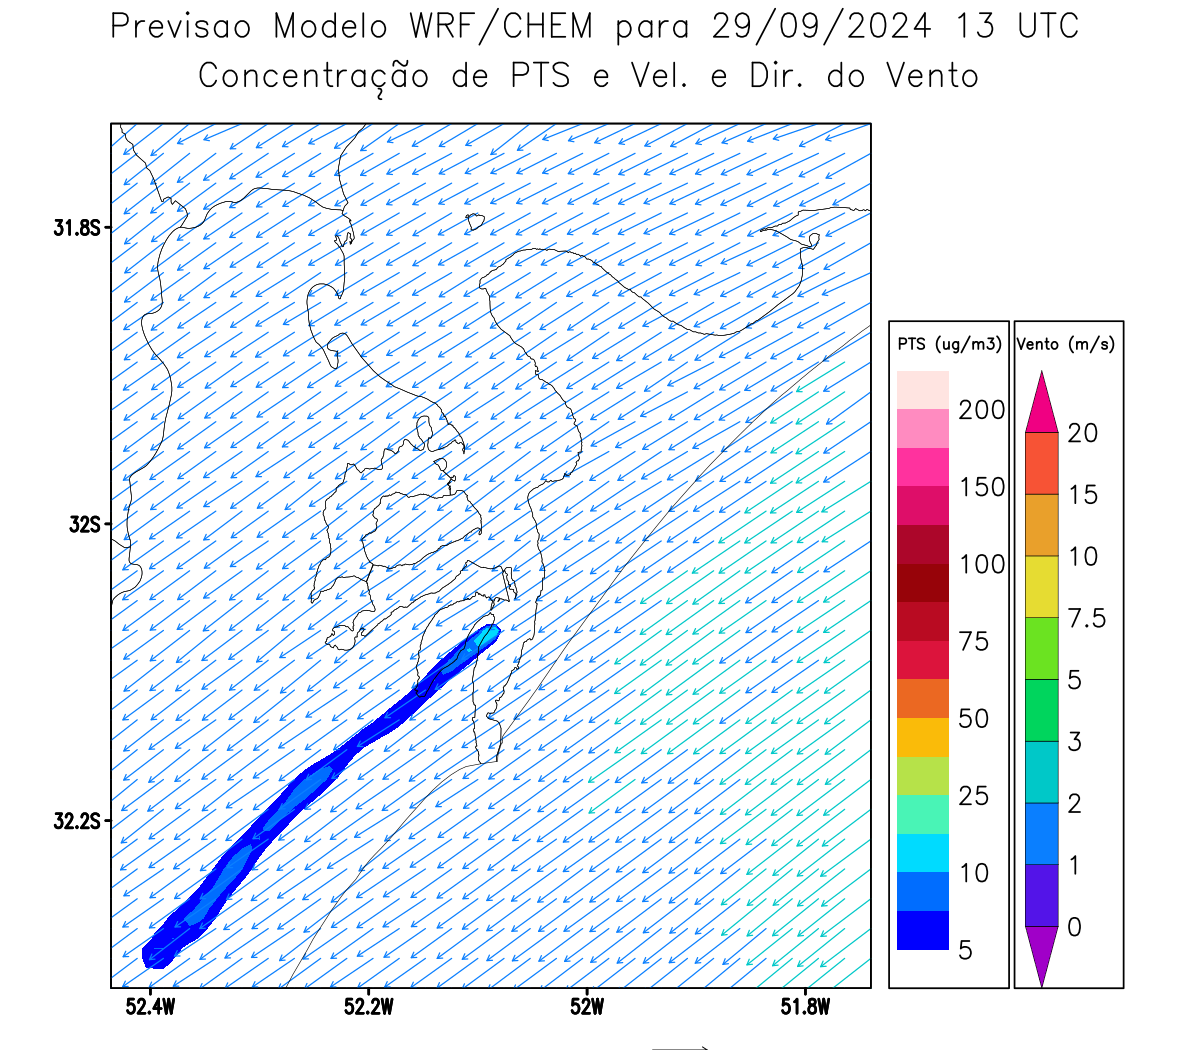 Previsao Modelo WRF/CHEM para 29/09/2024 13 UTC
Concentração de PTS e Vel. e Dir. do Vento
31.8S
32S
32.2S
52.4W 52.2W 52W 51.8W
PTS (ug/m3)
200
150
100
75
50
25
10
5
Vento (m/s)
20
15
10
7.5
5
3
2
1
0